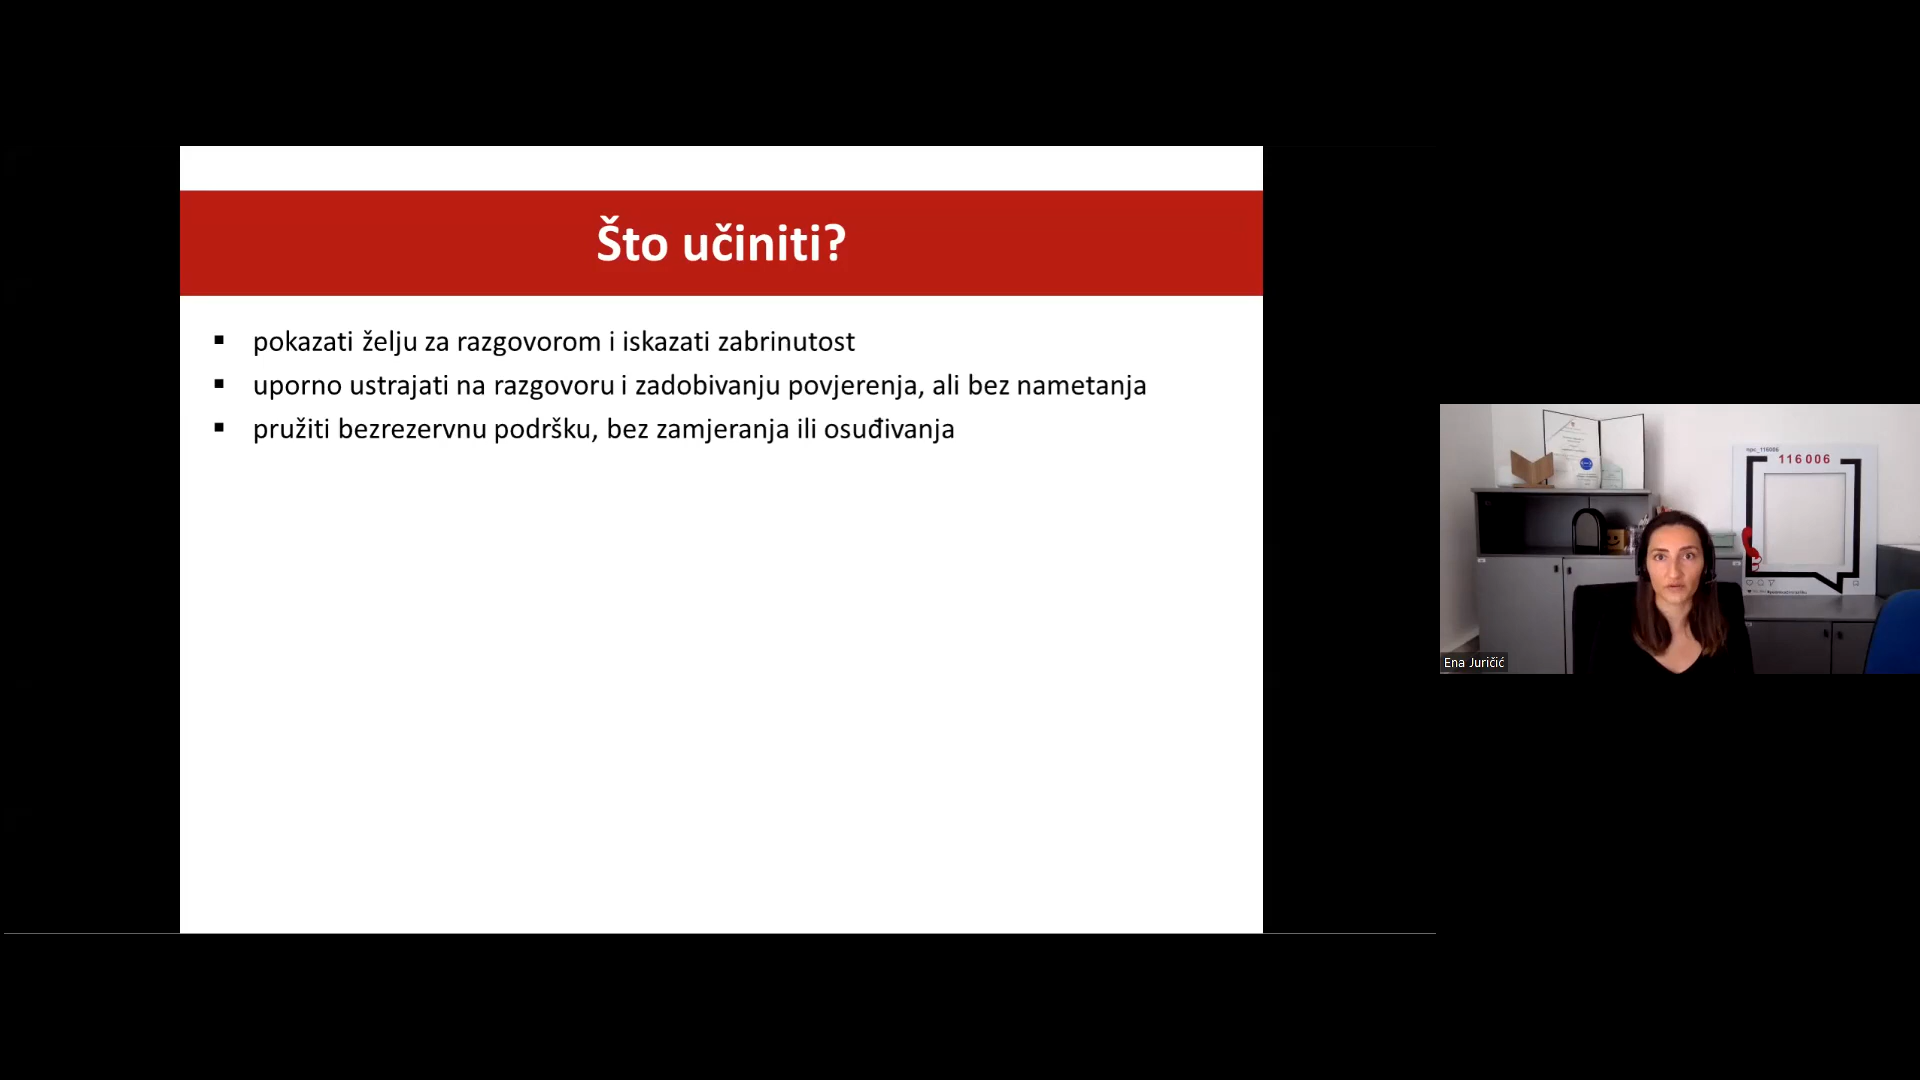 Što učiniti?
▪ pokazati želju za razgovorom i iskazati zabrinutost
▪ uporno ustrajati na razgovoru i zadobivanju povjerenja, ali bez nametanja
▪ pružiti bezrezervnu podršku, bez zamjeranja ili osuđivanja
npc_116006
116 006
Ena Juričić